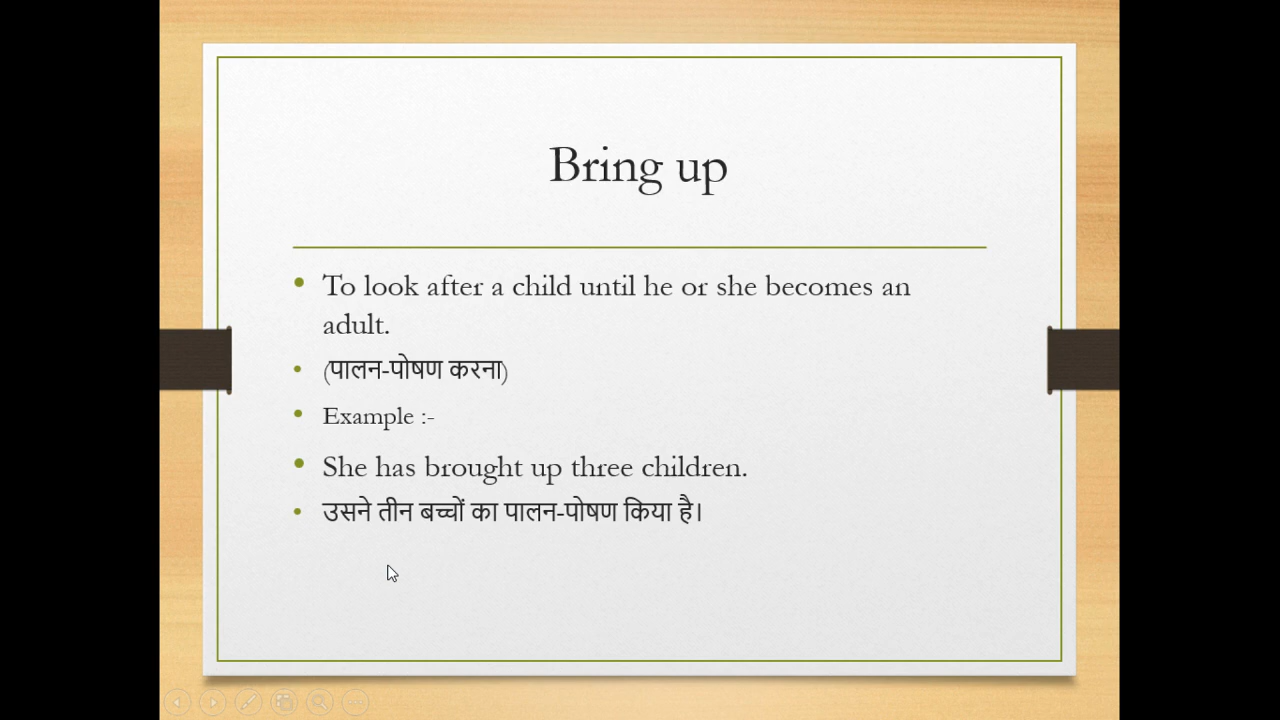 Bring up
• To look after a child until he or she becomes an
adult.
• (पालन-पोषण करना)
• Example :-
• She has brought up three children.
• उसने तीन बच्चों का पालन-पोषण किया है।